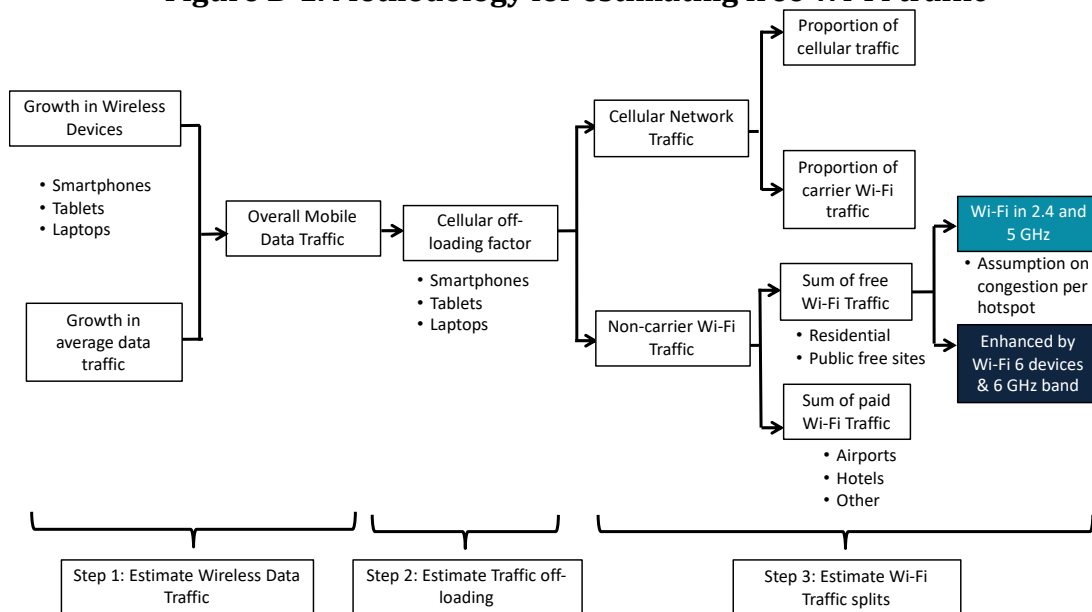 Figure Methodology for estimating free Wi-Fi traffic
Proportion of
cellular traffic
Growth in Wireless
Devices
Cellular Network
Traffic
• Smartphones
• Tablets
• Laptops
Proportion of
carrier Wi-Fi
traffic
Overall Mobile
Data Traffic
Cellular off-
loading factor
• Smartphones
• Tablets
• Laptops
Wi-Fi in 2.4 and
5 GHz
• Assumption on
congestion per
hotspot
Sum of free
Wi-Fi Traffic
• Residential
• Public free sites
Growth in
average data
traffic
Non-carrier Wi-Fi
Traffic
Enhanced by
Wi-Fi 6 devices
& 6 GHz band
Sum of paid
Wi-Fi Traffic
• Airports
• Hotels
• Other
Step 1: Estimate Wireless Data
Traffic
Step 2: Estimate Traffic off-
loading
Step 3: Estimate Wi-Fi
Traffic splits